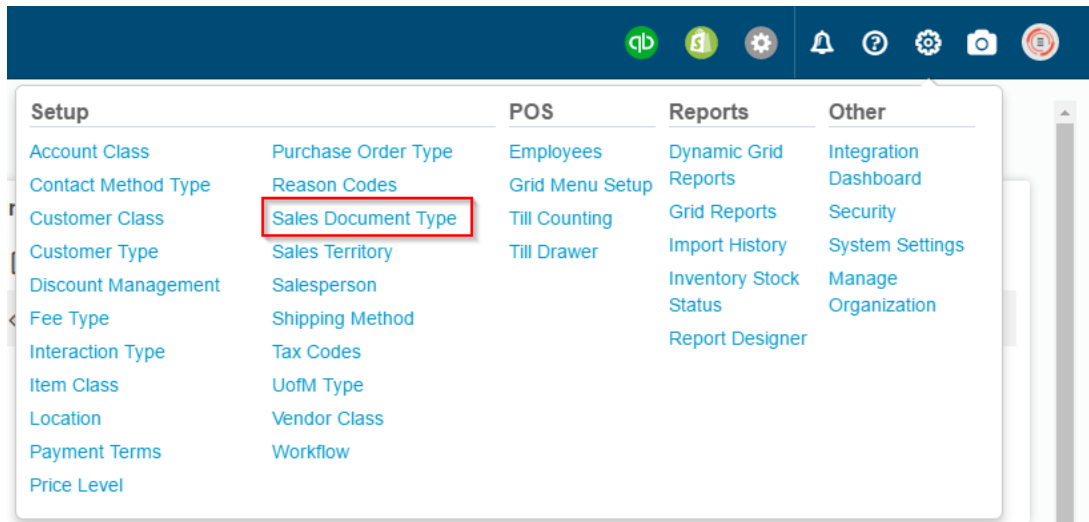 qb
S
Setup
Account Class
Contact Method Type
Customer Class
Customer Type
Discount Management
Fee Type
Interaction Type
Item Class
Location
Payment Terms
Price Level
Purchase Order Type
Reason Codes
Sales Document Type
Sales Territory
Salesperson
Shipping Method
Tax Codes
UofM Type
Vendor Class
Workflow
POS
Employees
Grid Menu Setup
Till Counting
Till Drawer
Reports
Dynamic Grid
Reports
Grid Reports
Import History
Inventory Stock
Status
Report Designer
Other
Integration
Dashboard
Security
System Settings
Manage
Organization